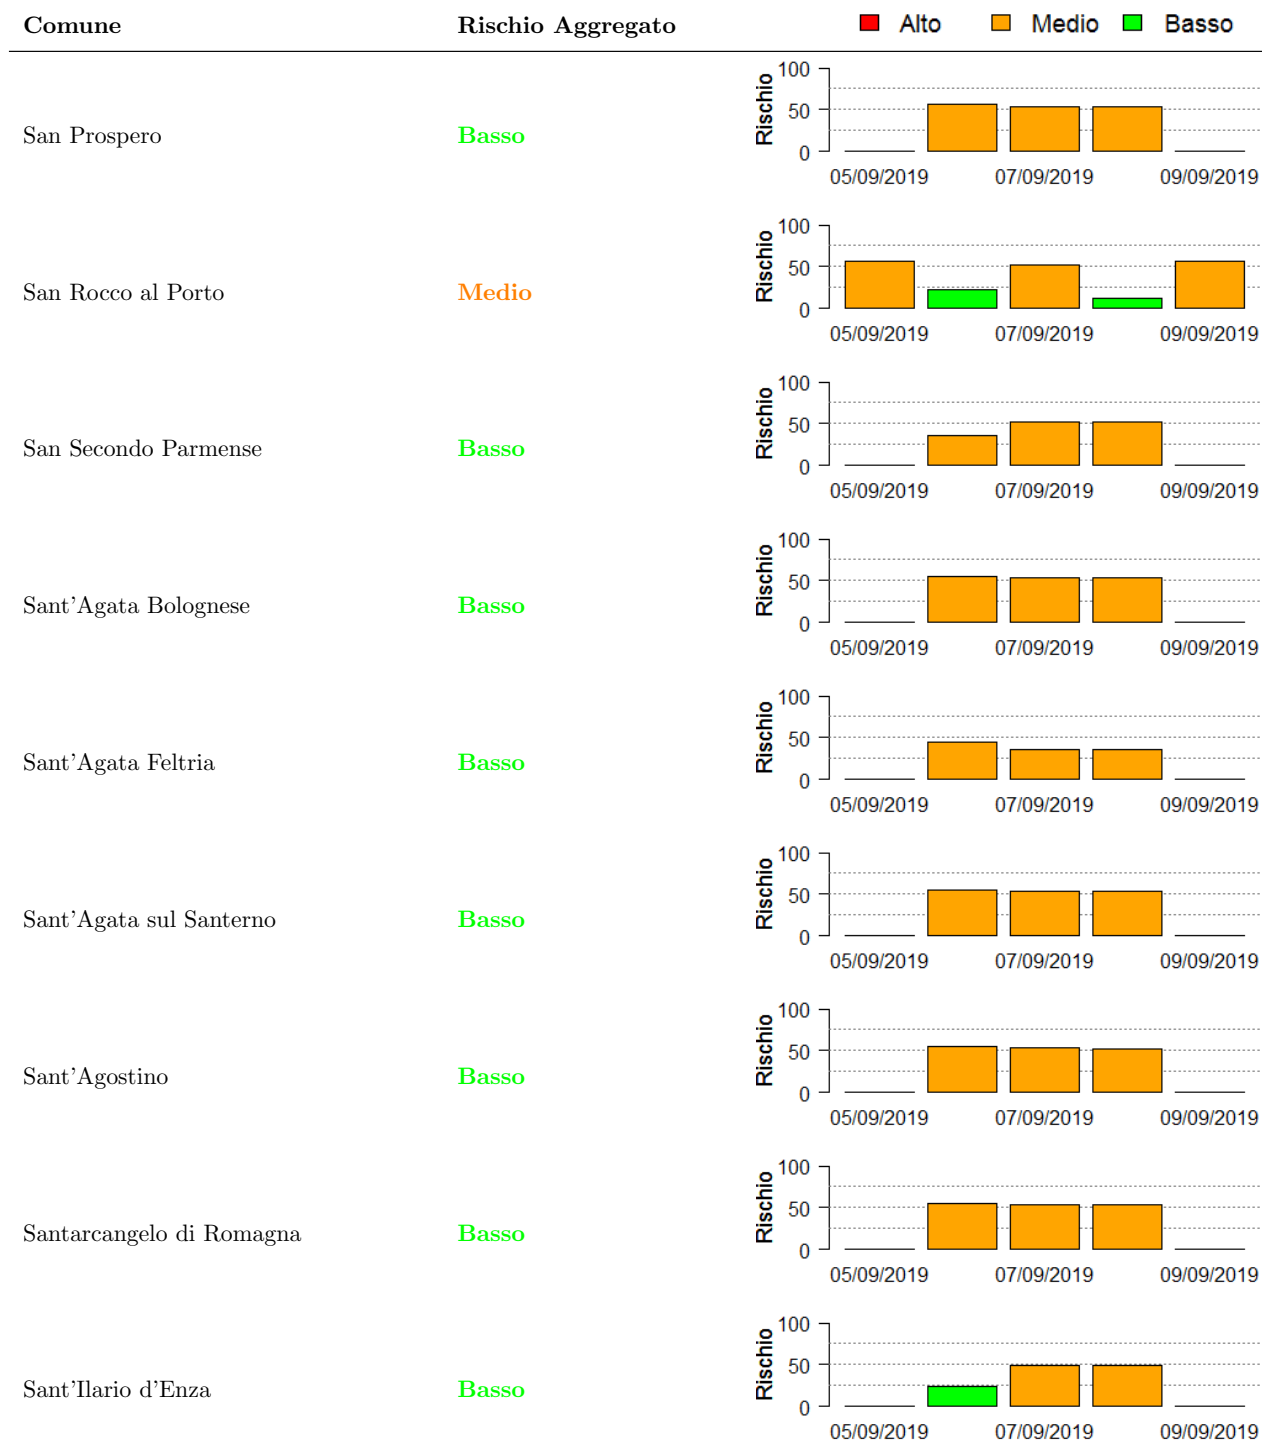 Comune Rischio Aggregato Alto Medio Basso
San Prospero Basso
Rischio
100
50
0
05/09/2019 07/09/2019 09/09/2019
San Rocco al Porto Medio
Rischio
100
50
0
05/09/2019 07/09/2019 09/09/2019
San Secondo Parmense Basso
Rischio
100
50
0
05/09/2019 07/09/2019 09/09/2019
Sant'Agata Bolognese Basso
Rischio
100
50
0
05/09/2019 07/09/2019 09/09/2019
Sant'Agata Feltria Basso
Rischio
100
50
0
05/09/2019 07/09/2019 09/09/2019
Sant'Agata sul Santerno Basso
Rischio
100
50
0
05/09/2019 07/09/2019 09/09/2019
Sant'Agostino Basso
Rischio
100
50
0
05/09/2019 07/09/2019 09/09/2019
Santarcangelo di Romagna Basso
Rischio
100
50
0
05/09/2019 07/09/2019 09/09/2019
Sant'Ilario d'Enza Basso
Rischio
100
50
0
05/09/2019 07/09/2019 09/09/2019